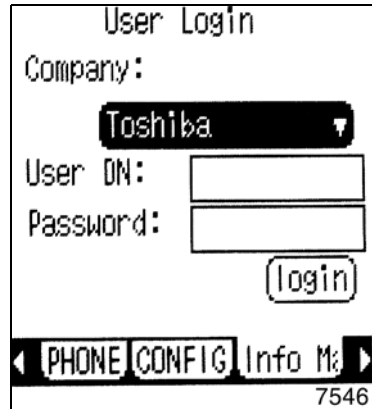 User Login
Company:
Toshiba
User DN:
Password:
login
PHONE CONFIG Info Ma
7546